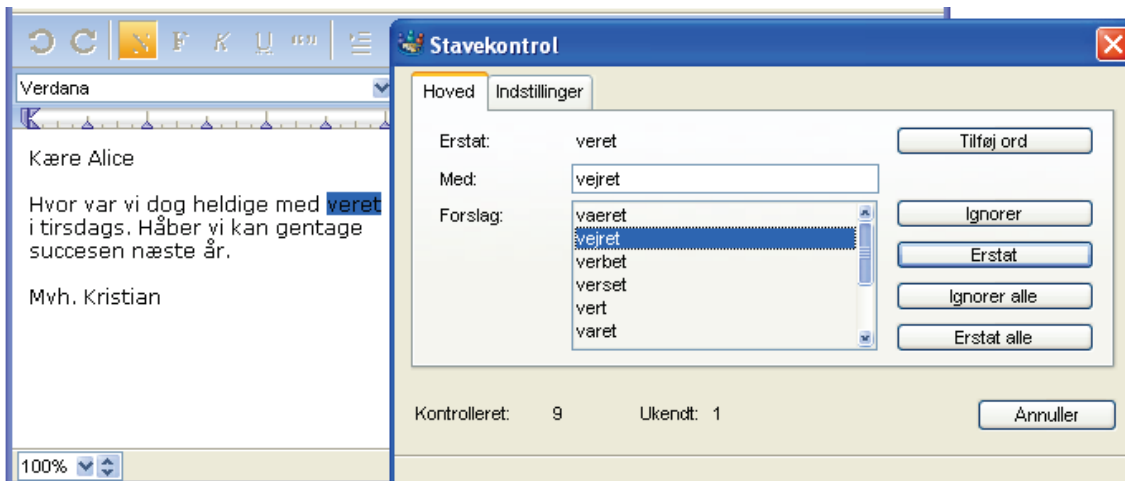 N F K U
Verdana
Kære Alice
Hvor var vi dog heldige med veret
i tirsdags. Håber vi kan gentage
succesen næste år.
Mvh. Kristian
100%
Stavekontrol
Hoved Indstillinger
Erstat: veret Tilføj ord
Med: vejret
Forslag: vaeret Ignorer
vejret
verbet Erstat
verset
vert Ignorer alle
varet Erstat alle
Kontrolleret: 9 Ukendt: 1 Annuller